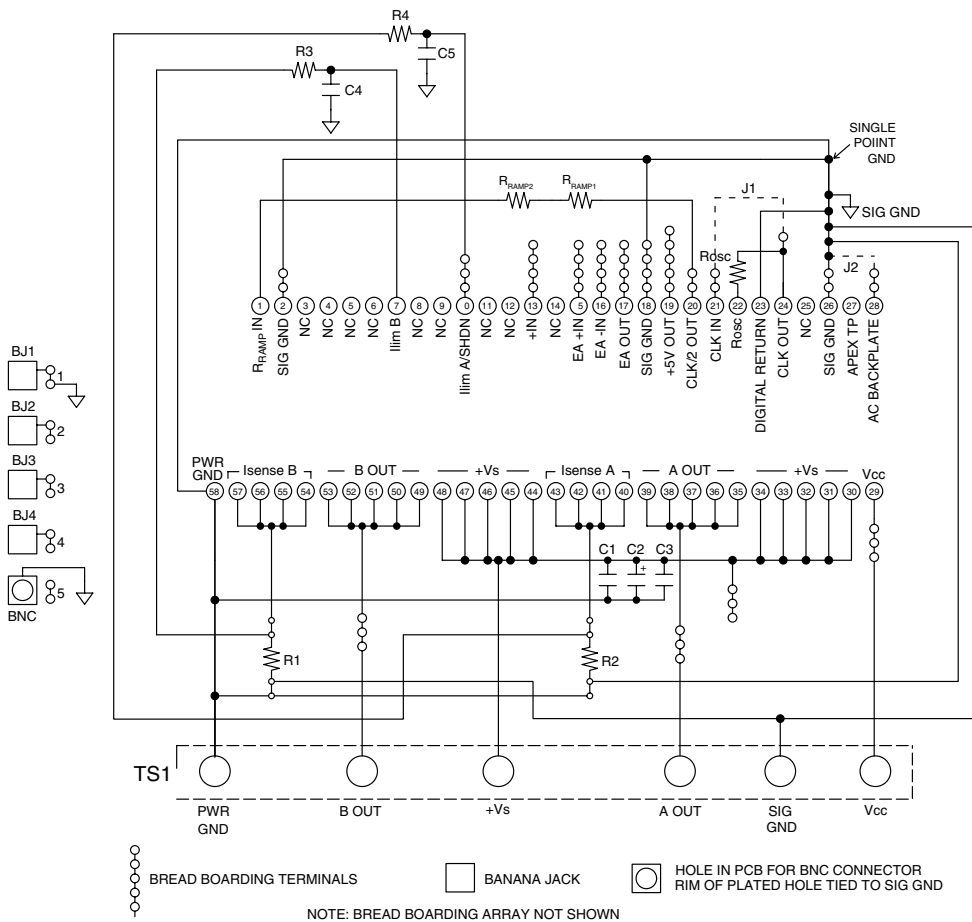 R4
C5
R3
C4
SINGLE
POIINT
GND
R RAMP2
R RAMP1
J1
SIG GND
Rosc
J2
1 2 3 4 5 6 7 8 9 0 11 12 13 14 5 16 17 18 19 20 21 22 23 24 25 26 27 28
R RAMP IN
SIG GND
NC
NC
NC
NC
Ilim B
NC
NC
Ilim A/SHDN
NC
NC
+IN
NC
EA +IN
EA -IN
EA OUT
SIG GND
+5V OUT
CLK/2 OUT
CLK IN
Rosc
DIGITAL RETURN
CLK OUT
NC
SIG GND
APEX TP
AC BACKPLATE
BJ1
1
BJ2
2
BJ3
3
BJ4
4
5
BNC
PWR
GND
Isense B
B OUT
+Vs
Isense A
A OUT
+Vs
Vcc
58 57 56 55 54 53 52 51 50 49 48 47 46 45 44 43 42 41 40 39 38 37 36 35 34 33 32 31 30 29
C1
C2
C3
+
R1
R2
TS1
PWR
GND
B OUT
+Vs
A OUT
SIG
GND
Vcc
BREAD BOARDING TERMINALS
BANANA JACK
HOLE IN PCB FOR BNC CONNECTOR
RIM OF PLATED HOLE TIED TO SIG GND
NOTE: BREAD BOARDING ARRAY NOT SHOWN